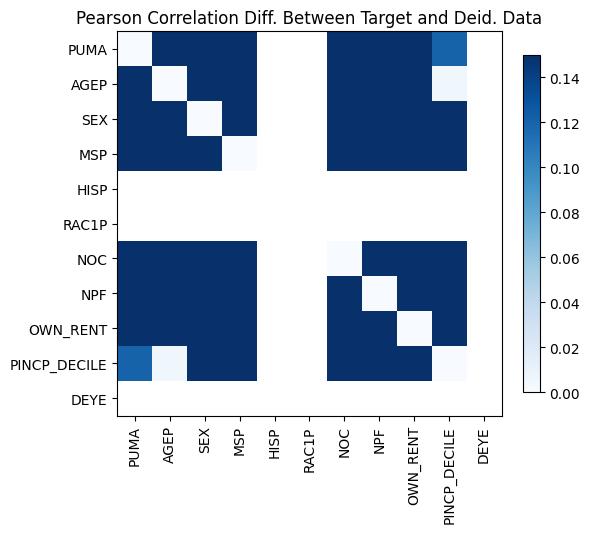 Pearson Correlation Diff. Between Target and Deid. Data
PUMA
AGEP
SEX
MSP
HISP
RAC1P
NOC
NPF
OWN_RENT
PINCP_DECILE
DEYE
PUMA
AGEP
SEX
MSP
HISP
RAC1P
NOC
NPF
OWN_RENT
PINCP_DECILE
DEYE
0.14
0.12
0.10
0.08
0.06
0.04
0.02
0.00